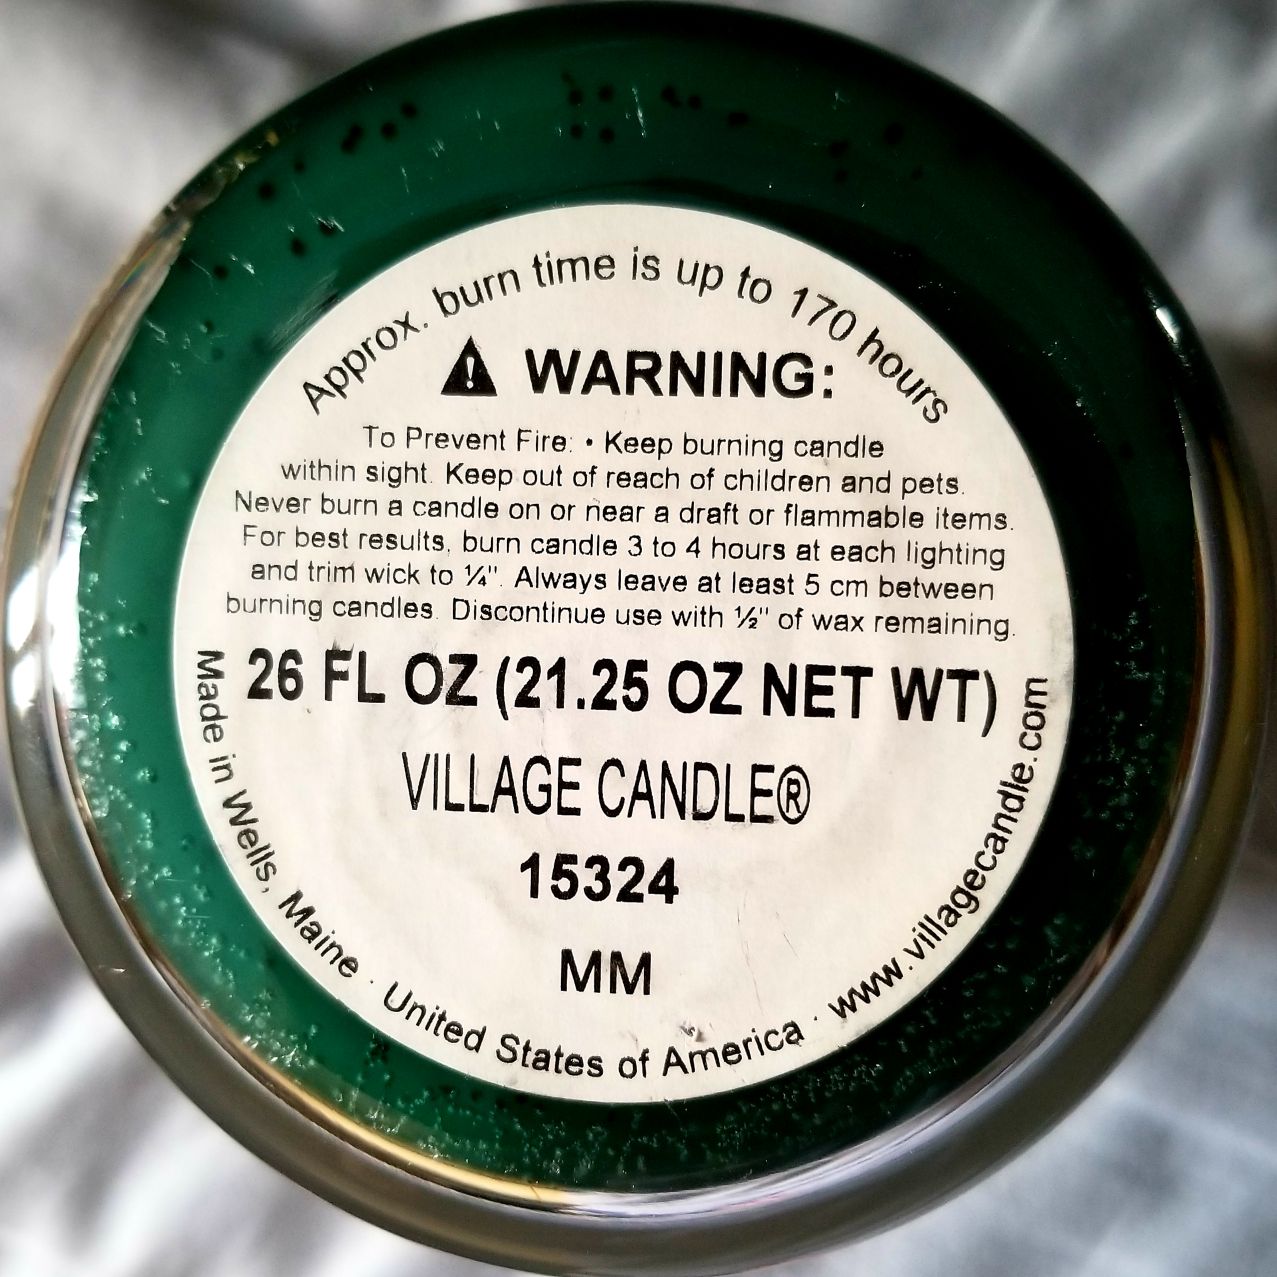 Approx. burn time is up to 170 hours
WARNING:
To Prevent Fire: • Keep burning candle
within sight. Keep out of reach of children and pets.
Never burn a candle on or near a draft or flammable items.
For best results, burn candle 3 to 4 hours at each lighting
and trim wick to ¼". Always leave at least 5 cm between
burning candles. Discontinue use with ½" of wax remaining.
26 FL OZ (21.25 OZ NET WT)
VILLAGE CANDLE®
15324
MM
Made in Wells, Maine · United States of America · www.villagecandle.com